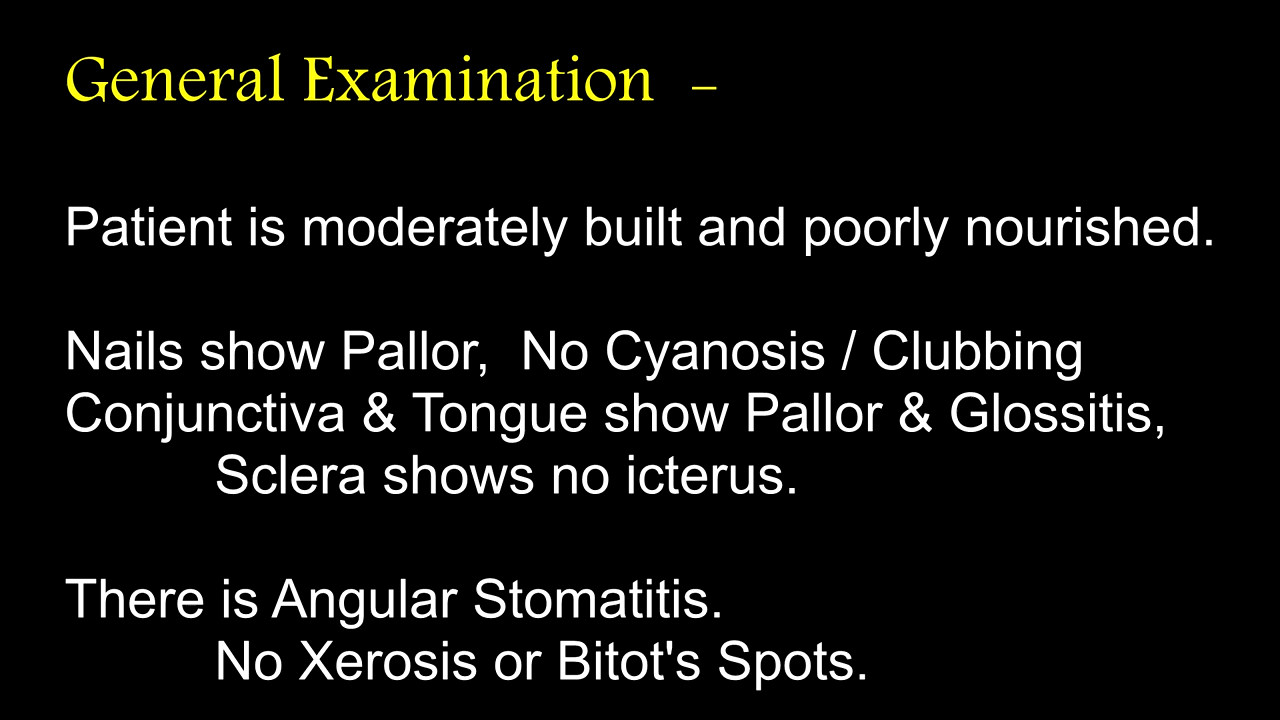 General Examination –
Patient is moderately built and poorly nourished.
Nails show Pallor, No Cyanosis / Clubbing
Conjunctiva & Tongue show Pallor & Glossitis,
Sclera shows no icterus.
There is Angular Stomatitis.
No Xerosis or Bitot's Spots.